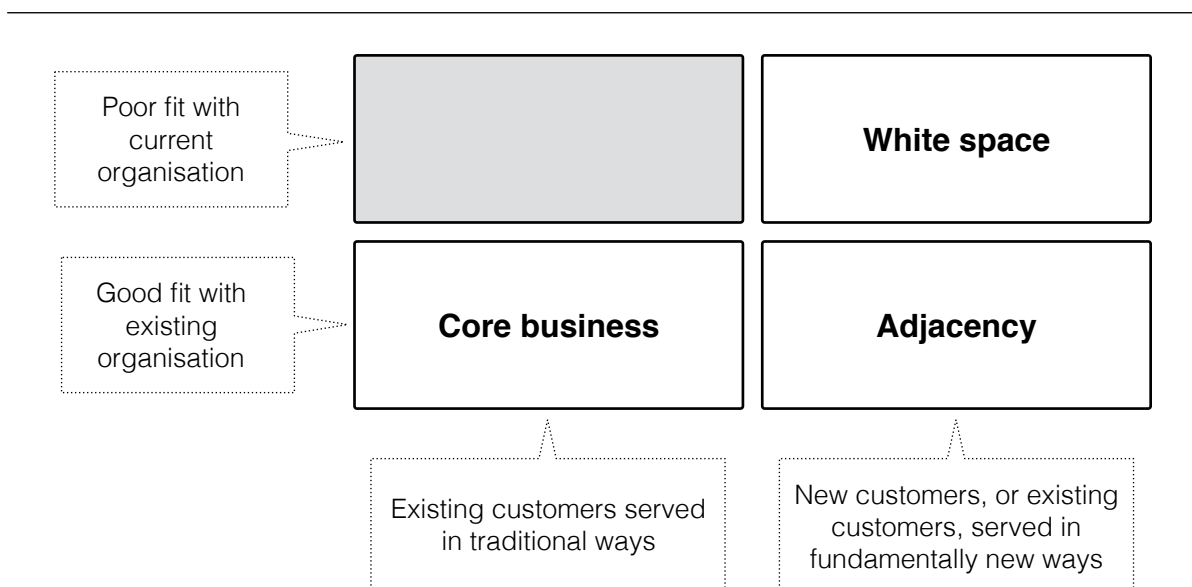 Poor fit with
current
organisation
White space
Good fit with
existing
organisation
Core business
Adjacency
Existing customers served
in traditional ways
New customers, or existing
customers, served in
fundamentally new ways